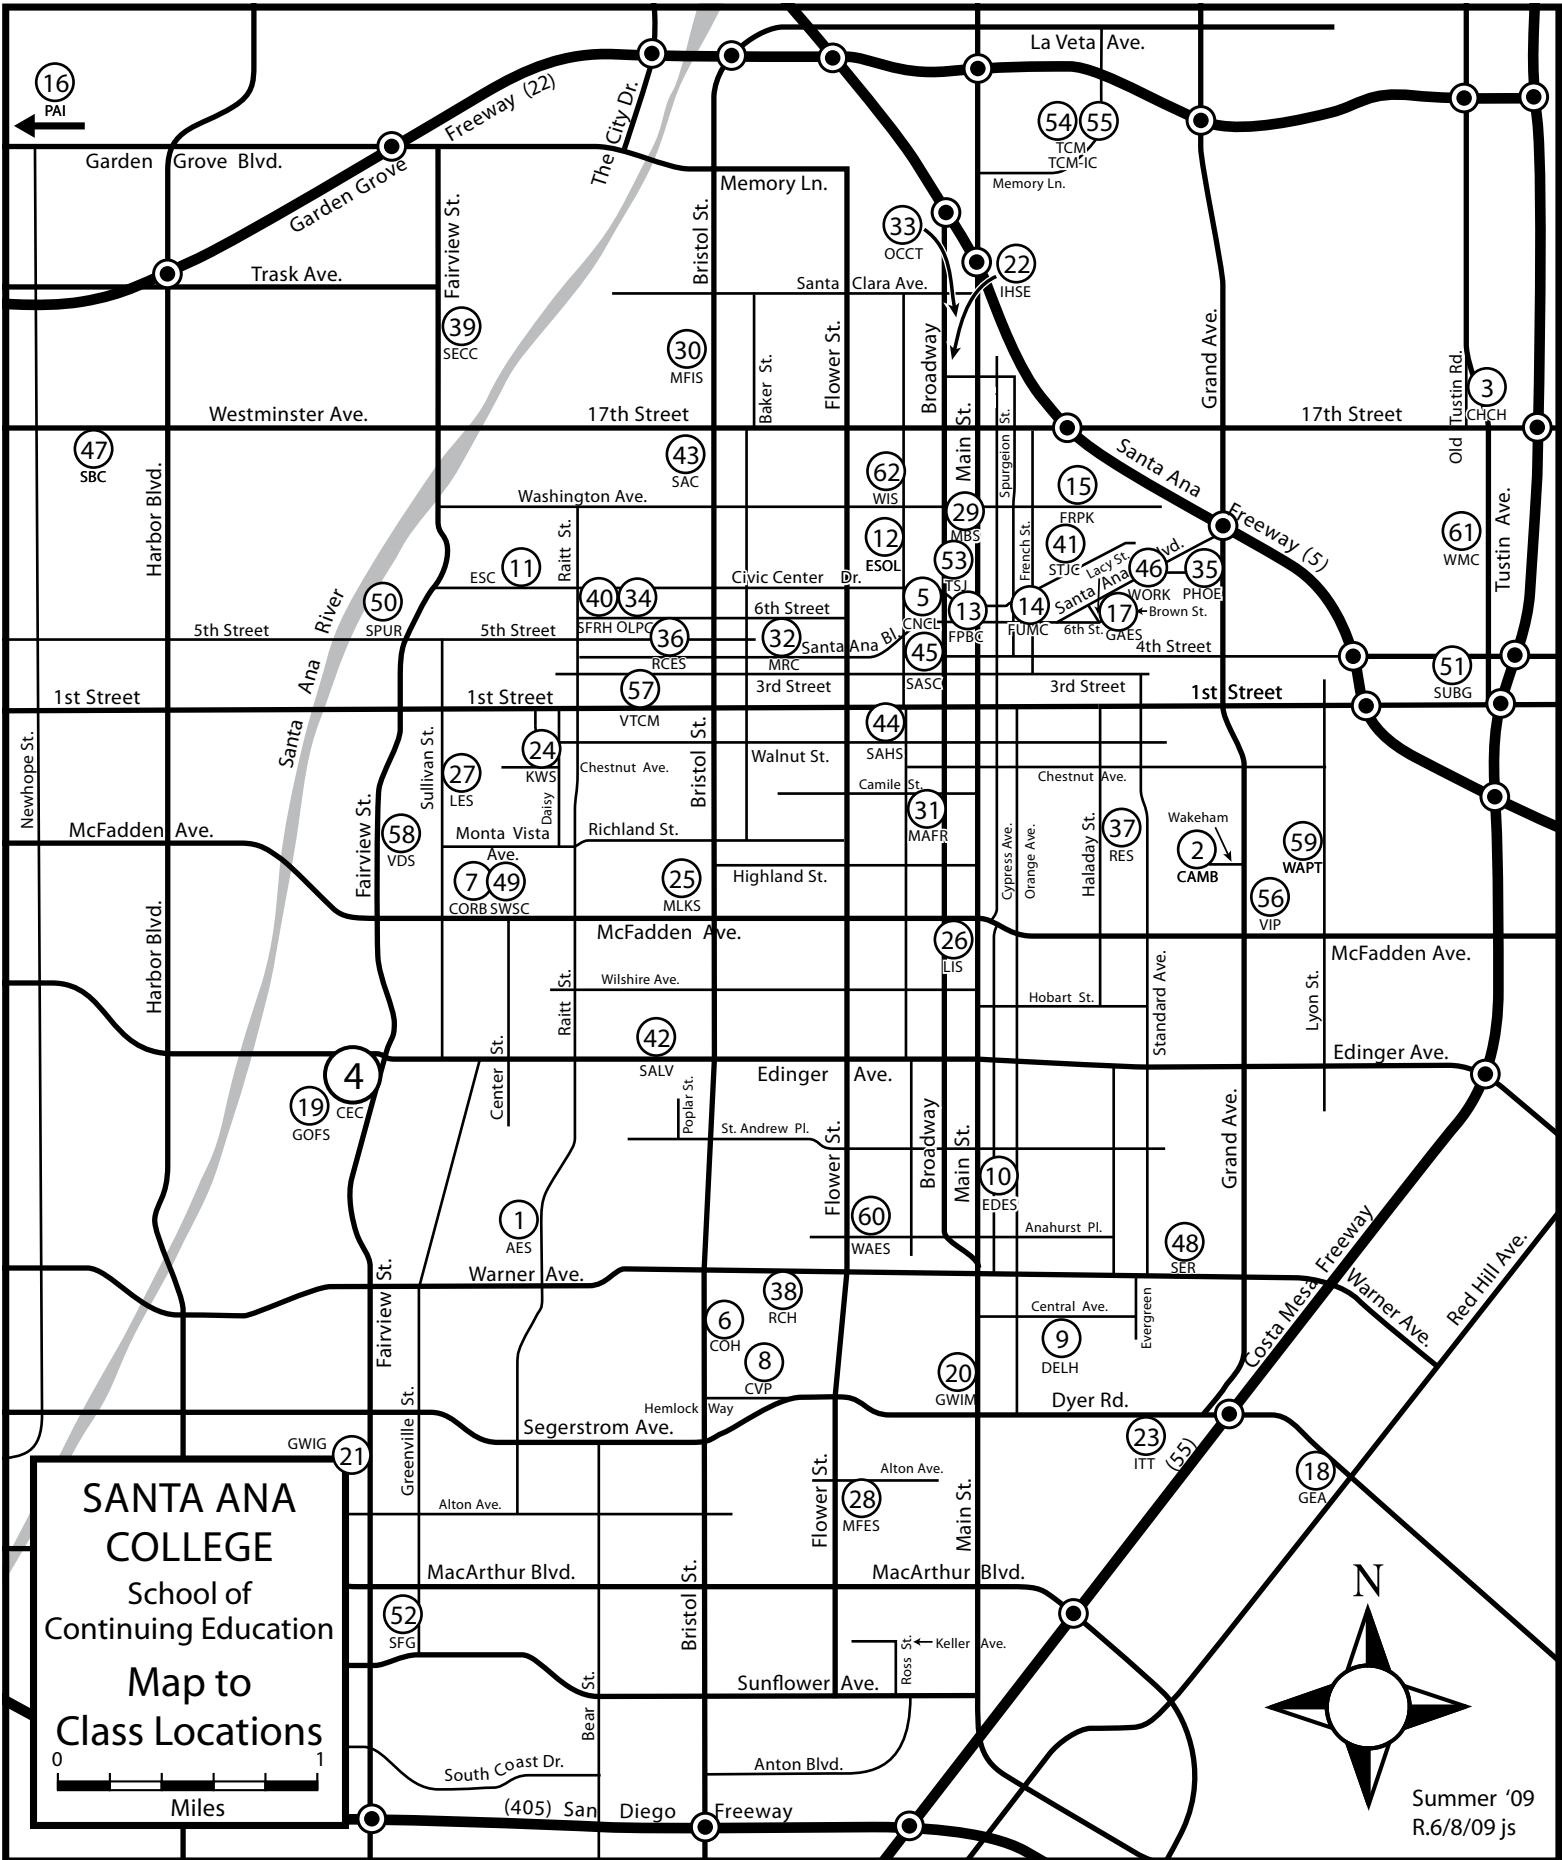 La Veta Ave.
16
PAI
Freeway (22)
The City Dr.
54 55
TCM
TCM-IC
Memory Ln.
Garden Grove Blvd.
Garden Grove
Memory Ln.
Fairview St.
Bristol St.
33
OCCT
22
IHSE
Trask Ave.
Santa Clara Ave.
39
SECC
30
MFIS
Baker St.
Flower St.
Broadway
Grand Ave.
Old Tustin Rd.
3
CHCH
Westminster Ave.
17th Street
Main St.
Spurgeon St.
17th Street
47
SBC
43
SAC
62
WIS
Santa Ana Freeway (5)
15
FRPK
Harbor Blvd.
Washington Ave.
29
MBS
Raitt St.
12
ESOL
French St.
41
STJC
61
WMC
Tustin Ave.
ESC 11
Civic Center Dr.
53
TSJ
Lacy St.
Santa Ana Blvd.
46
WORK
35
PHOE
50
SPUR
40 34
SFRH OLPC
6th Street
5
CNCL
13
FPBC
14
FUMC
17
GAES
Brown St.
6th St.
Santa Ana River
5th Street
5th Street
36
RCES
32
MRC
Santa Ana Bl.
45
SASC
4th Street
51
SUBG
1st Street
1st Street
57
VTCM
3rd Street
3rd Street
1st Street
Newhope St.
Sullivan St.
24
KWS
Bristol St.
44
SAHS
Walnut St.
27
LES
Daisy
Chestnut Ave.
Chestnut Ave.
Camile St.
31
MAFR
Fairview St.
58
VDS
McFadden Ave.
Monta Vista
Ave.
Richland St.
Cypress Ave.
Orange Ave.
Haladay St.
37
RES
Wakeham
2
CAMB
59
WAPT
7 49
CORB SWSC
25
MLKS
Highland St.
56
VIP
McFadden Ave.
26
LIS
McFadden Ave.
Harbor Blvd.
Raitt St.
Wilshire Ave.
Hobart St.
Standard Ave.
Lyon St.
42
SALV
Edinger Ave.
4
CEC
19
GOFS
Center St.
Edinger Ave.
Poplar St.
St. Andrew Pl.
Flower St.
Broadway
Main St.
Grand Ave.
10
EDES
1
AES
60
WAES
Anahurst Pl.
48
SER
Costa Mesa Freeway
Red Hill Ave.
Warner Ave.
Warner Ave.
Fairview St.
38
RCH
6
COH
8
CVP
Central Ave.
9
DELH
Evergreen
20
GWIM
Greenville St.
Hemlock Way
Dyer Rd.
Segerstrom Ave.
GWIG 21
23
ITT
(55)
18
GEA
Alton Ave.
Alton Ave.
Flower St.
28
MFES
Main St.
MacArthur Blvd.
MacArthur Blvd.
52
SFG
Bristol St.
Ross St.
Keller Ave.
Bear St.
Sunflower Ave.
South Coast Dr.
Anton Blvd.
(405) San Diego Freeway
SANTA ANA
COLLEGE
School of
Continuing Education
Map to
Class Locations
0 1
Miles
N
Summer '09
R.6/8/09 js